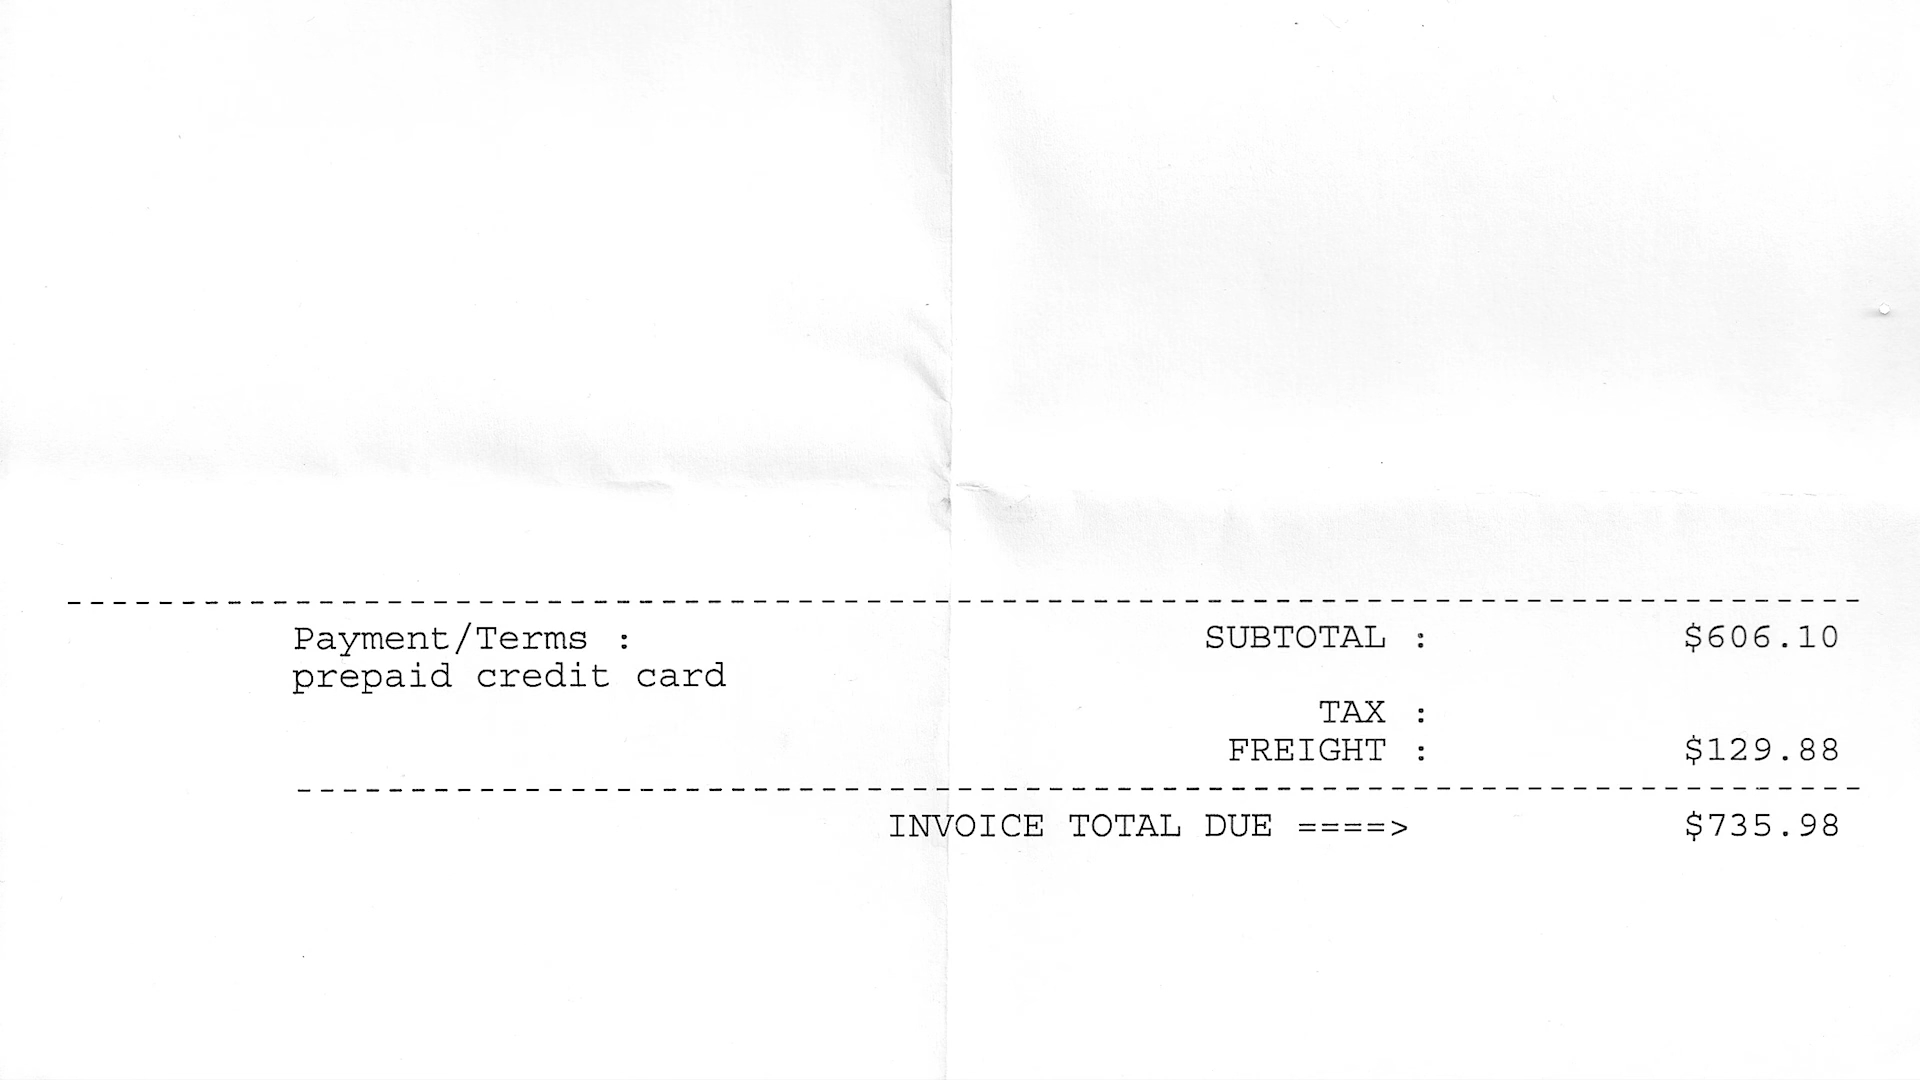 Payment/Terms : SUBTOTAL : $606.10
prepaid credit card
TAX :
FREIGHT : $129.88
INVOICE TOTAL DUE ====> $735.98